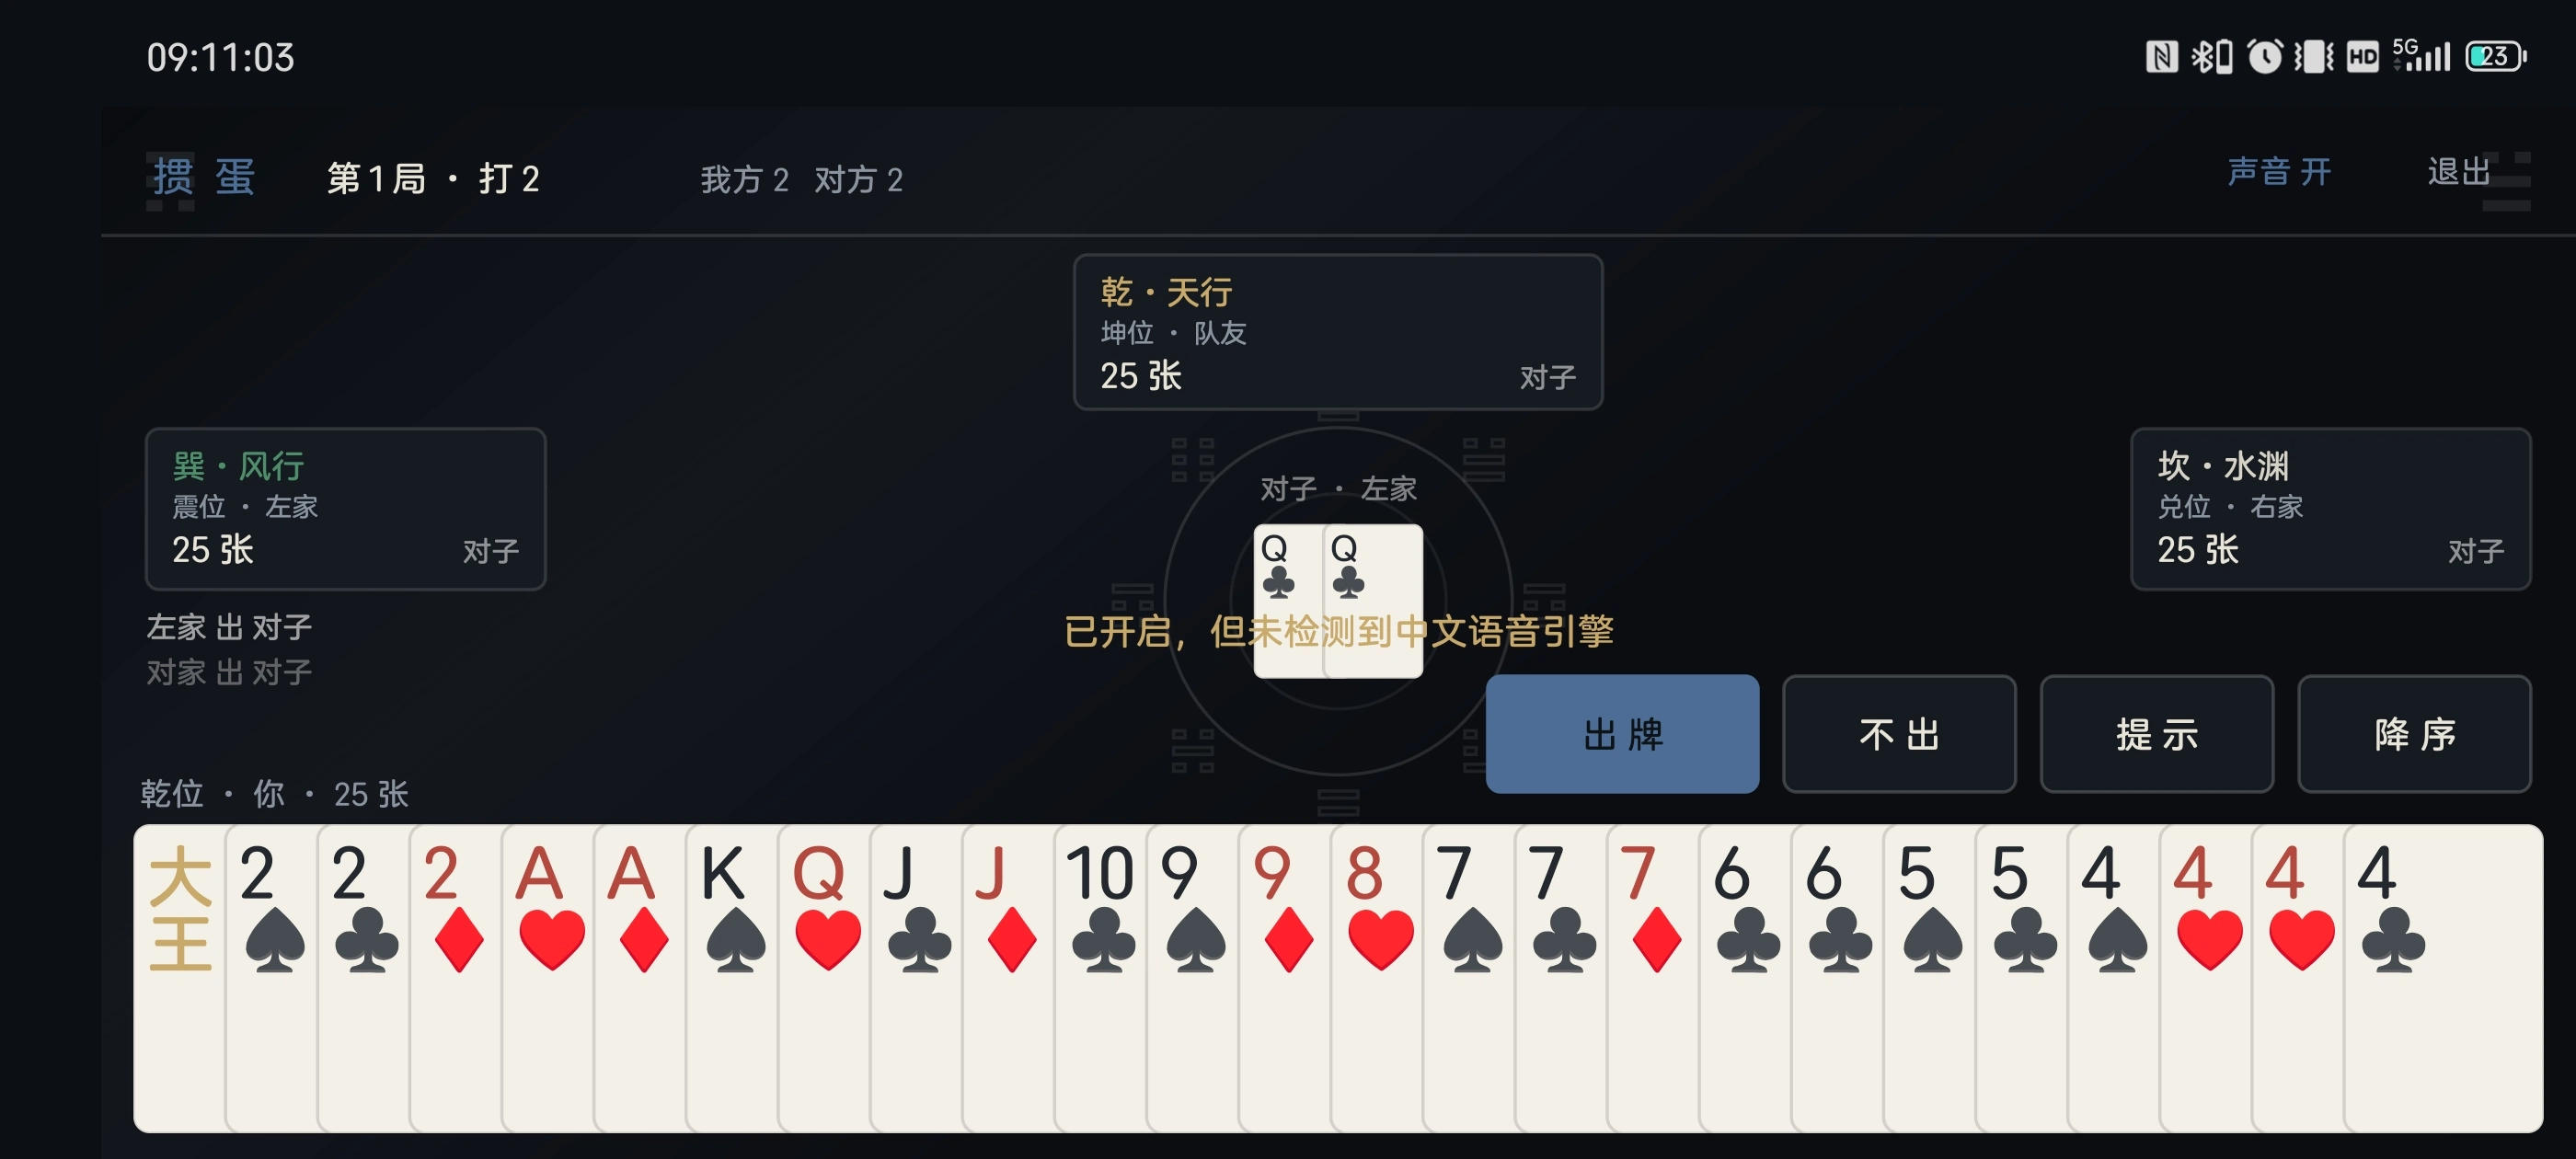 09:11:03
HD 5G 23
掼 蛋 第1局 · 打2 我方 2 对方 2 声音 开 退出
乾 · 天行
坤位 · 队友
25 张 对子
巽 · 风行
震位 · 左家
25 张 对子
坎 · 水渊
兑位 · 右家
25 张 对子
对子 · 左家
Q Q
已开启，但未检测到中文语音引擎
左家 出 对子
对家 出 对子
出 牌 不 出 提 示 降 序
乾位 · 你 · 25 张
大王 2 2 2 A A K Q J J 10 9 9 8 7 7 7 6 6 5 5 4 4 4 4